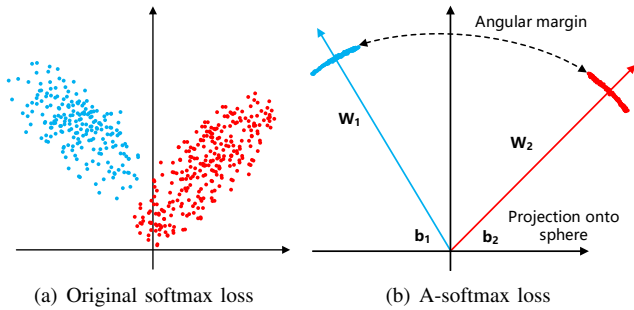 Angular margin
W1
W2
Projection onto
sphere
b1
b2
(a) Original softmax loss
(b) A-softmax loss